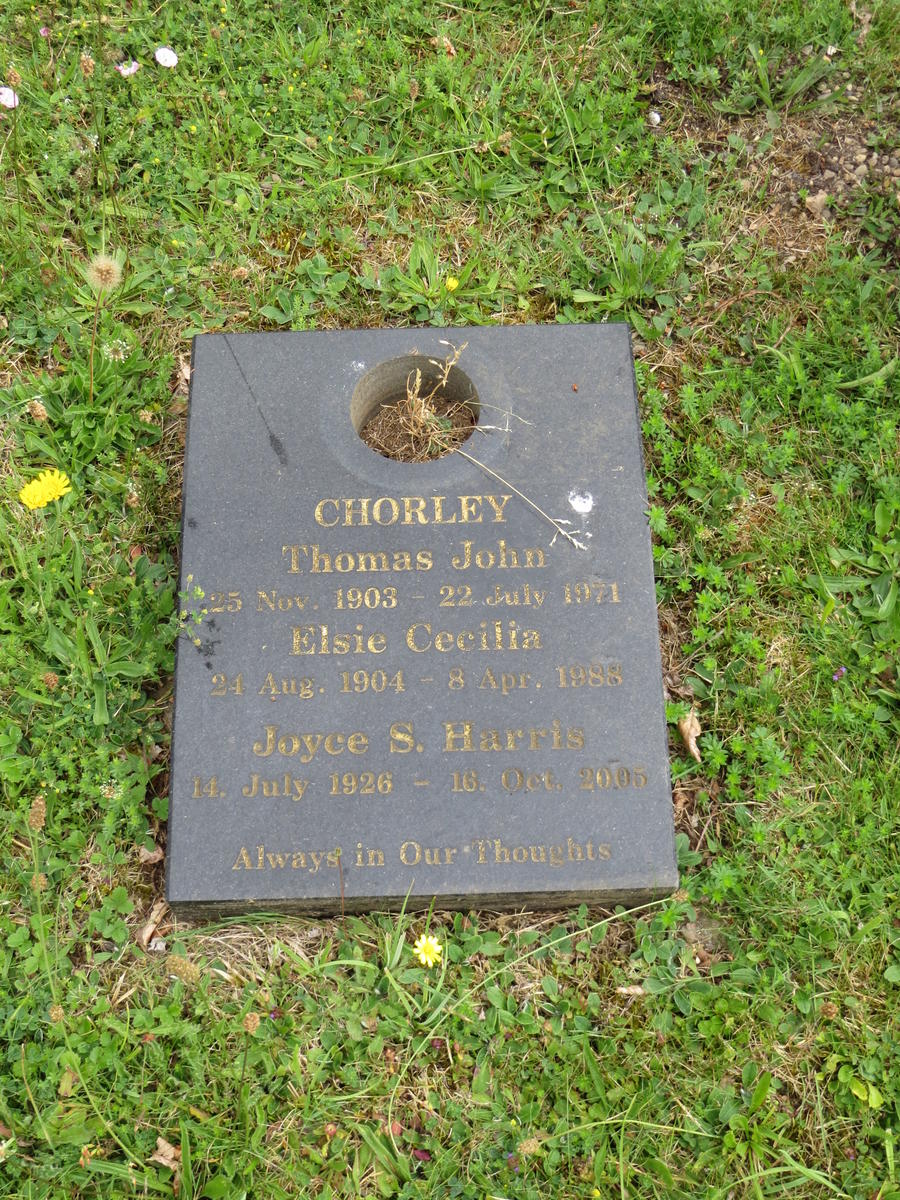 CHORLEY
Thomas John
25 Nov. 1903 - 22 July 1971
Elsie Cecilia
24 Aug. 1904 - 8 Apr. 1988
Joyce S. Harris
14. July 1926 - 16. Oct. 2005
Always in Our Thoughts